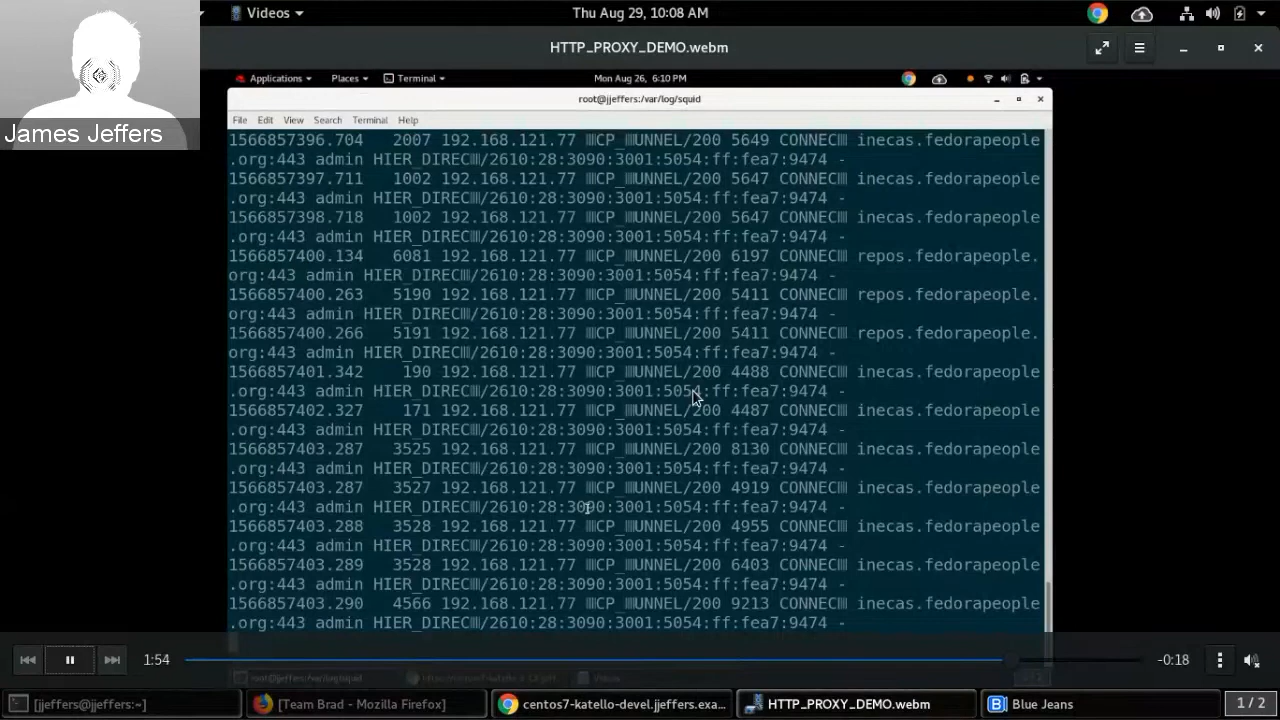 Videos
Thu Aug 29, 10:08 AM
HTTP_PROXY_DEMO.webm
James Jeffers
Applications Places Terminal
Mon Aug 26, 6:10 PM
root@jjeffers:/var/log/squid
File Edit View Search Terminal Help
1566857396.704 2007 192.168.121.77 CP_ UNNEL/200 5649 CONNEC inecas.fedorapeople
.org:443 admin HIER_DIREC /2610:28:3090:3001:5054:ff:fea7:9474 -
1566857397.711 1002 192.168.121.77 CP_ UNNEL/200 5647 CONNEC inecas.fedorapeople
.org:443 admin HIER_DIREC /2610:28:3090:3001:5054:ff:fea7:9474 -
1566857398.718 1002 192.168.121.77 CP_ UNNEL/200 5647 CONNEC inecas.fedorapeople
.org:443 admin HIER_DIREC /2610:28:3090:3001:5054:ff:fea7:9474 -
1566857400.134 6081 192.168.121.77 CP_ UNNEL/200 6197 CONNEC repos.fedorapeople.
org:443 admin HIER_DIREC /2610:28:3090:3001:5054:ff:fea7:9474 -
1566857400.263 5190 192.168.121.77 CP_ UNNEL/200 5411 CONNEC repos.fedorapeople.
org:443 admin HIER_DIREC /2610:28:3090:3001:5054:ff:fea7:9474 -
1566857400.266 5191 192.168.121.77 CP_ UNNEL/200 5411 CONNEC repos.fedorapeople.
org:443 admin HIER_DIREC /2610:28:3090:3001:5054:ff:fea7:9474 -
1566857401.342 190 192.168.121.77 CP_ UNNEL/200 4488 CONNEC inecas.fedorapeople
.org:443 admin HIER_DIREC /2610:28:3090:3001:5054:ff:fea7:9474 -
1566857402.327 171 192.168.121.77 CP_ UNNEL/200 4487 CONNEC inecas.fedorapeople
.org:443 admin HIER_DIREC /2610:28:3090:3001:5054:ff:fea7:9474 -
1566857403.287 3525 192.168.121.77 CP_ UNNEL/200 8130 CONNEC inecas.fedorapeople
.org:443 admin HIER_DIREC /2610:28:3090:3001:5054:ff:fea7:9474 -
1566857403.287 3527 192.168.121.77 CP_ UNNEL/200 4919 CONNEC inecas.fedorapeople
.org:443 admin HIER_DIREC /2610:28:3090:3001:5054:ff:fea7:9474 -
1566857403.288 3528 192.168.121.77 CP_ UNNEL/200 4955 CONNEC inecas.fedorapeople
.org:443 admin HIER_DIREC /2610:28:3090:3001:5054:ff:fea7:9474 -
1566857403.289 3528 192.168.121.77 CP_ UNNEL/200 6403 CONNEC inecas.fedorapeople
.org:443 admin HIER_DIREC /2610:28:3090:3001:5054:ff:fea7:9474 -
1566857403.290 4566 192.168.121.77 CP_ UNNEL/200 9213 CONNEC inecas.fedorapeople
.org:443 admin HIER_DIREC /2610:28:3090:3001:5054:ff:fea7:9474 -
1:54
-0:18
[jjeffers@jjeffers:~]
[Team Brad - Mozilla Firefox]
centos7-katello-devel.jjeffers.exa...
HTTP_PROXY_DEMO.webm
Blue Jeans
1 / 2